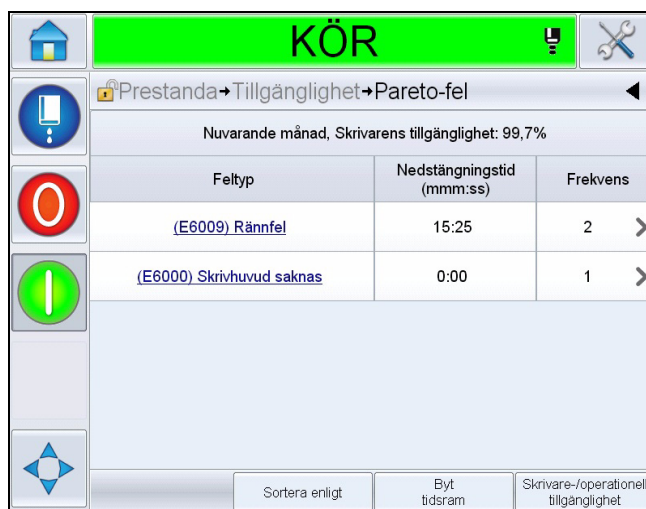 KÖR
Prestanda→Tillgänglighet→Pareto-fel
Nuvarande månad, Skrivarens tillgänglighet: 99,7%
Feltyp
Nedstängningstid
(mmm:ss)
Frekvens
(E6009) Rännfel
15:25
2
(E6000) Skrivhuvud saknas
0:00
1
Sortera enligt
Byt
tidsram
Skrivare-/operationell
tillgänglighet